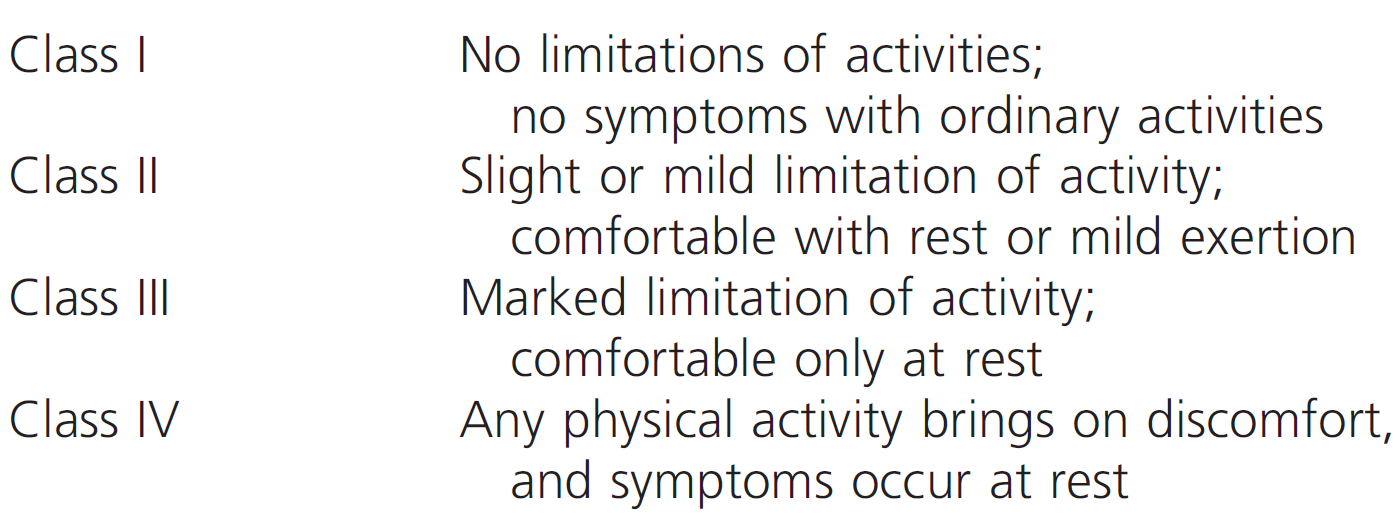 Class I No limitations of activities;
no symptoms with ordinary activities
Class II Slight or mild limitation of activity;
comfortable with rest or mild exertion
Class III Marked limitation of activity;
comfortable only at rest
Class IV Any physical activity brings on discomfort,
and symptoms occur at rest